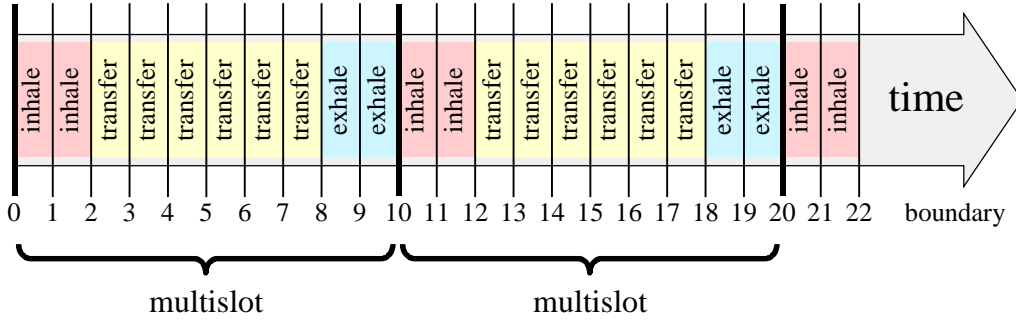 inhale inhale transfer transfer transfer transfer transfer transfer exhale exhale inhale inhale transfer transfer transfer transfer transfer transfer exhale exhale inhale inhale time
0 1 2 3 4 5 6 7 8 9 10 11 12 13 14 15 16 17 18 19 20 21 22 boundary
multislot multislot